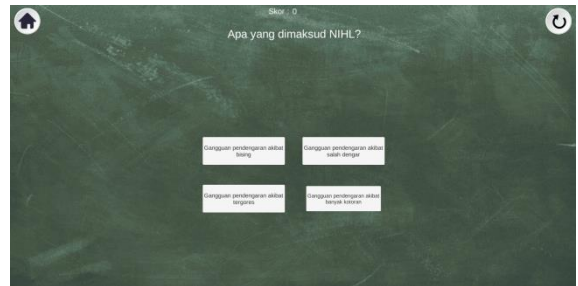 Skor : 0
Apa yang dimaksud NIHL?
Gangguan pendengaran akibat
bising
Gangguan pendengaran akibat
salah dengar
Gangguan pendengaran akibat
tergores
Gangguan pendengaran akibat
banyak kotoran